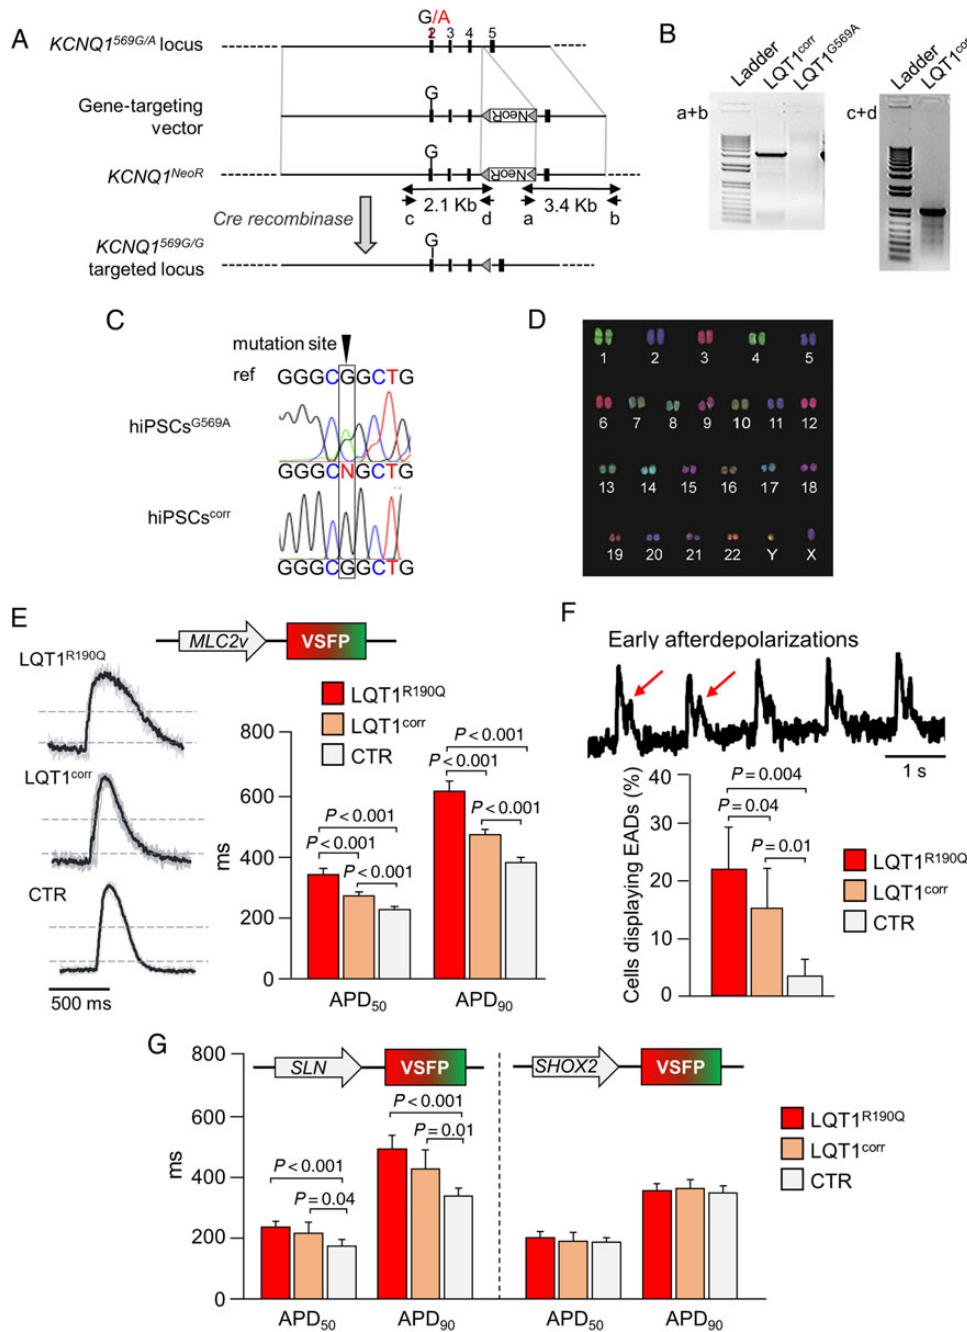 A
G/A
KCNQ1569G/A locus
2 3 4 5
Gene-targeting
vector
G
NeoR
KCNQ1NeoR
G
NeoR
2.1 Kb
3.4 Kb
c d a b
Cre recombinase
KCNQ1569G/G
targeted locus
G
B
Ladder
LQT1corr
LQT1G569A
a+b
Ladder
c+d
C
mutation site
ref
GGGCGGCTG
hiPSCsG569A
GGGCNGCTG
hiPSCscorr
GGGCGGCTG
D
1 2 3 4 5
6 7 8 9 10 11 12
13 14 15 16 17 18
19 20 21 22 Y X
E
MLC2v
VSFP
LQT1R190Q
LQT1corr
CTR
500 ms
LQT1R190Q
LQT1corr
CTR
800
600
400
200
0
ms
P < 0.001
P < 0.001
P < 0.001
P < 0.001
P < 0.001
P < 0.001
APD50
APD90
F
Early afterdepolarizations
1 s
Cells displaying EADs (%)
40
30
20
10
0
P = 0.004
P = 0.04
P = 0.01
LQT1R190Q
LQT1corr
CTR
G
SLN
VSFP
SHOX2
VSFP
800
600
400
200
0
ms
P < 0.001
P = 0.04
P < 0.001
P = 0.01
LQT1R190Q
LQT1corr
CTR
APD50
APD90
APD50
APD90